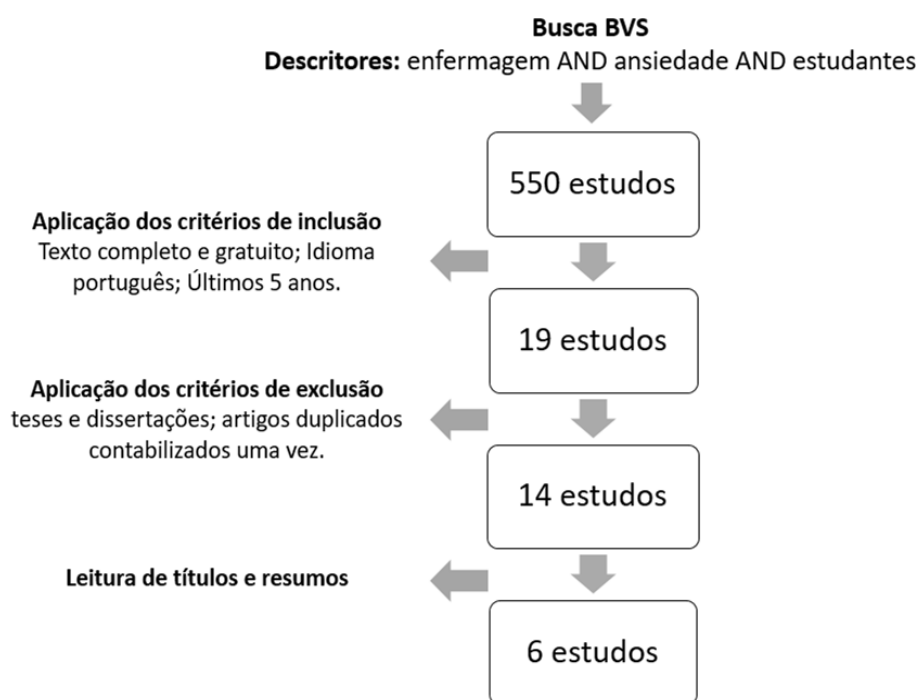 Busca BVS
Descritores: enfermagem AND ansiedade AND estudantes
550 estudos
Aplicação dos critérios de inclusão
Texto completo e gratuito; Idioma
português; Últimos 5 anos.
19 estudos
Aplicação dos critérios de exclusão
teses e dissertações; artigos duplicados
contabilizados uma vez.
14 estudos
Leitura de títulos e resumos
6 estudos